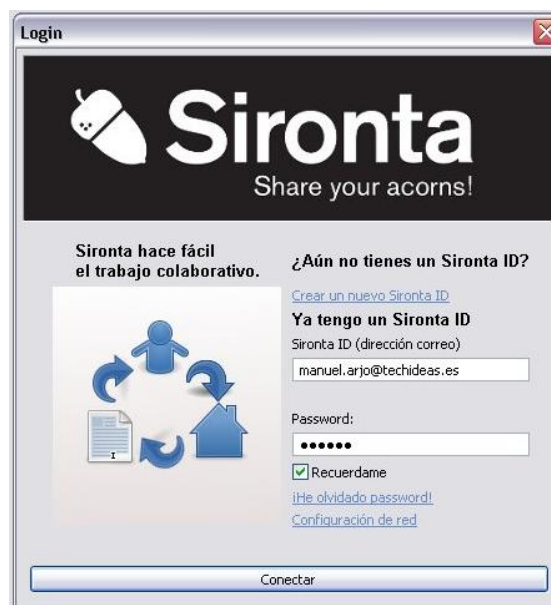 Login
Sironta
Share your acorns!
Sironta hace fácil
el trabajo colaborativo.
¿Aún no tienes un Sironta ID?
Crear un nuevo Sironta ID
Ya tengo un Sironta ID
Sironta ID (dirección correo)
manuel.arjo@techideas.es
Password:
••••••
Recuerdame
¡He olvidado password!
Configuración de red
Conectar